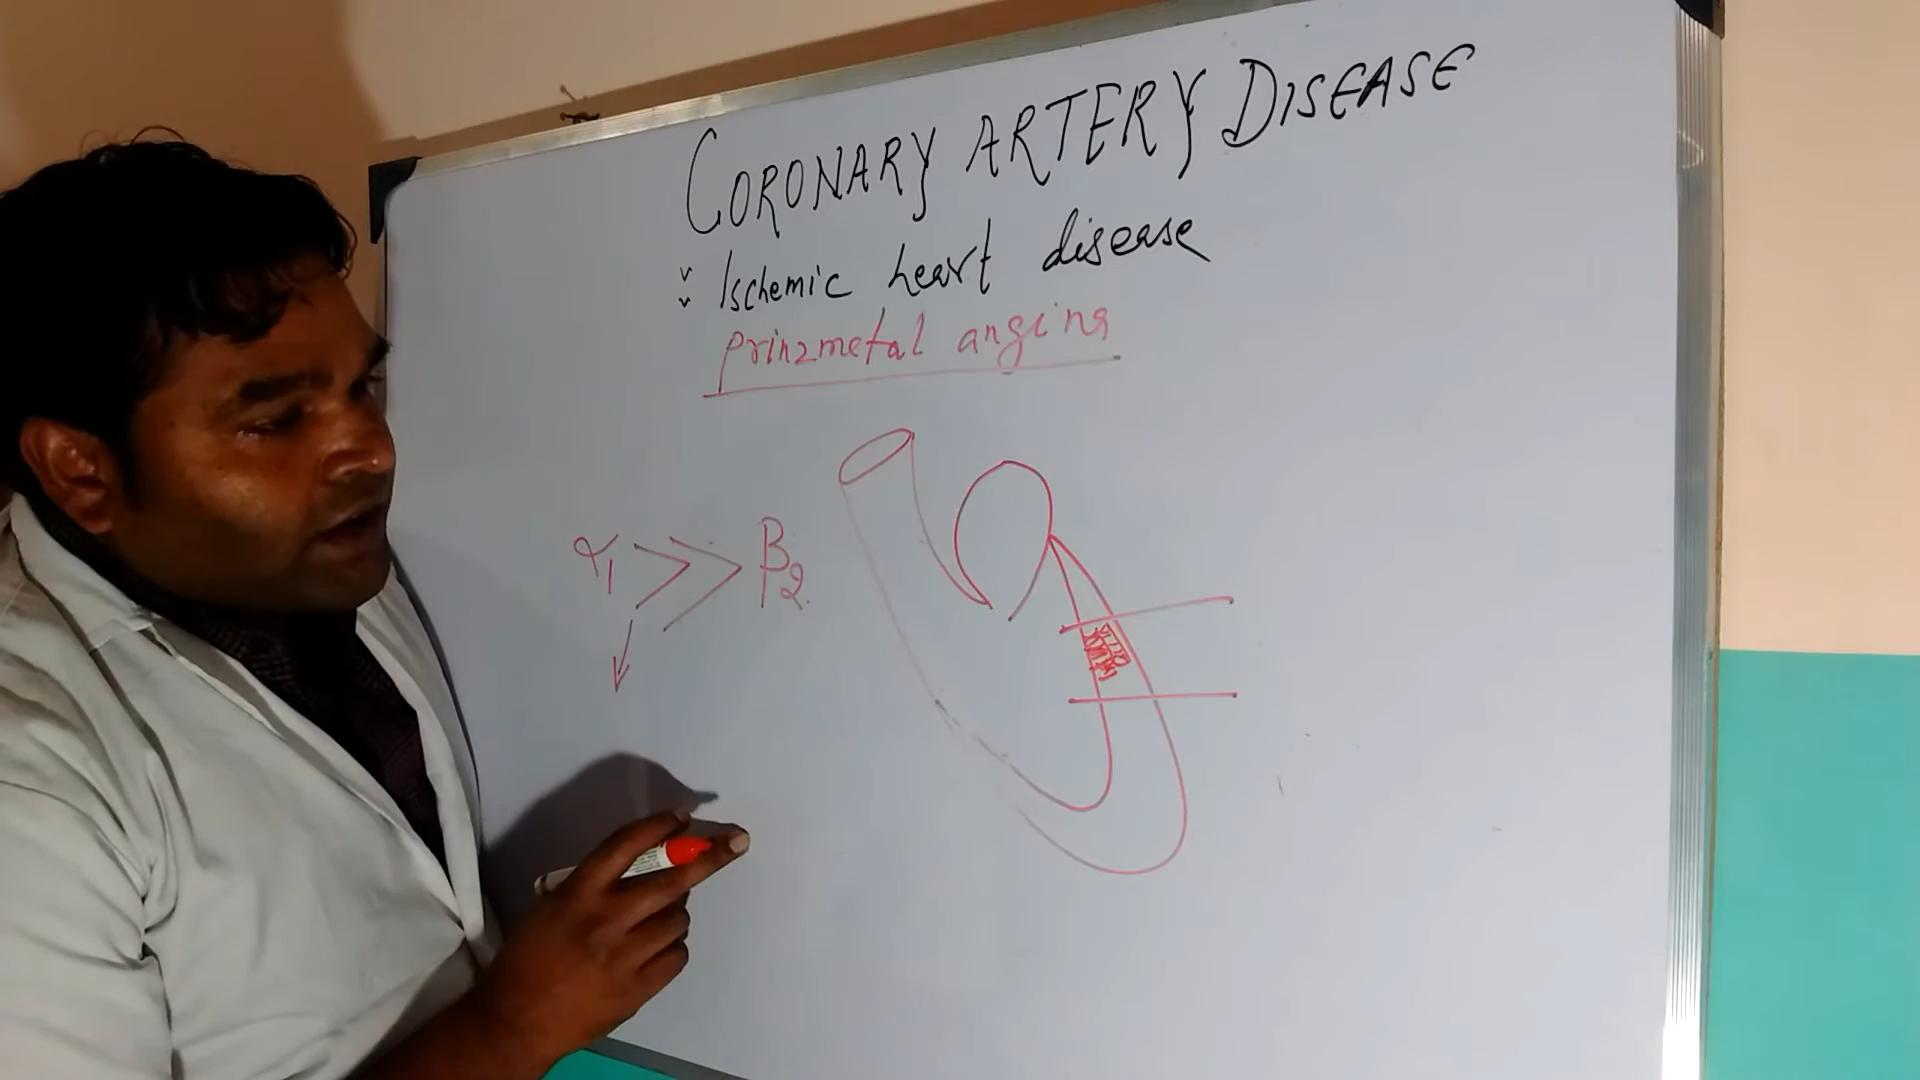 CORONARY ARTERY DISEASE
Ischemic heart disease
prinzmetal angina
α1 >> β2